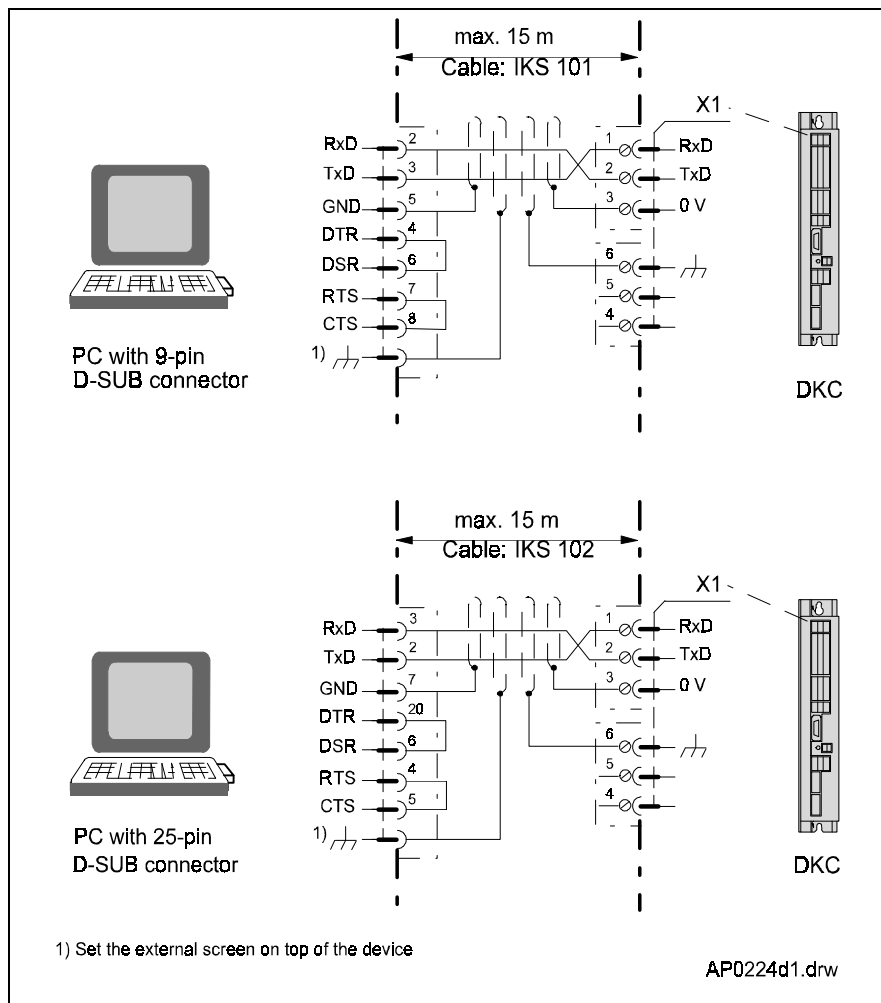 max. 15 m
Cable: IKS 101
X1
RxD 2 1 RxD
TxD 3 2 TxD
GND 5 3 0 V
DTR 4
DSR 6 6
RTS 7 5
CTS 8 4
1)
PC with 9-pin
D-SUB connector
DKC
max. 15 m
Cable: IKS 102
X1
RxD 3 1 RxD
TxD 2 2 TxD
GND 7 3 0 V
DTR 20
DSR 6 6
RTS 4 5
CTS 5 4
1)
PC with 25-pin
D-SUB connector
DKC
1) Set the external screen on top of the device
AP0224d1.drw